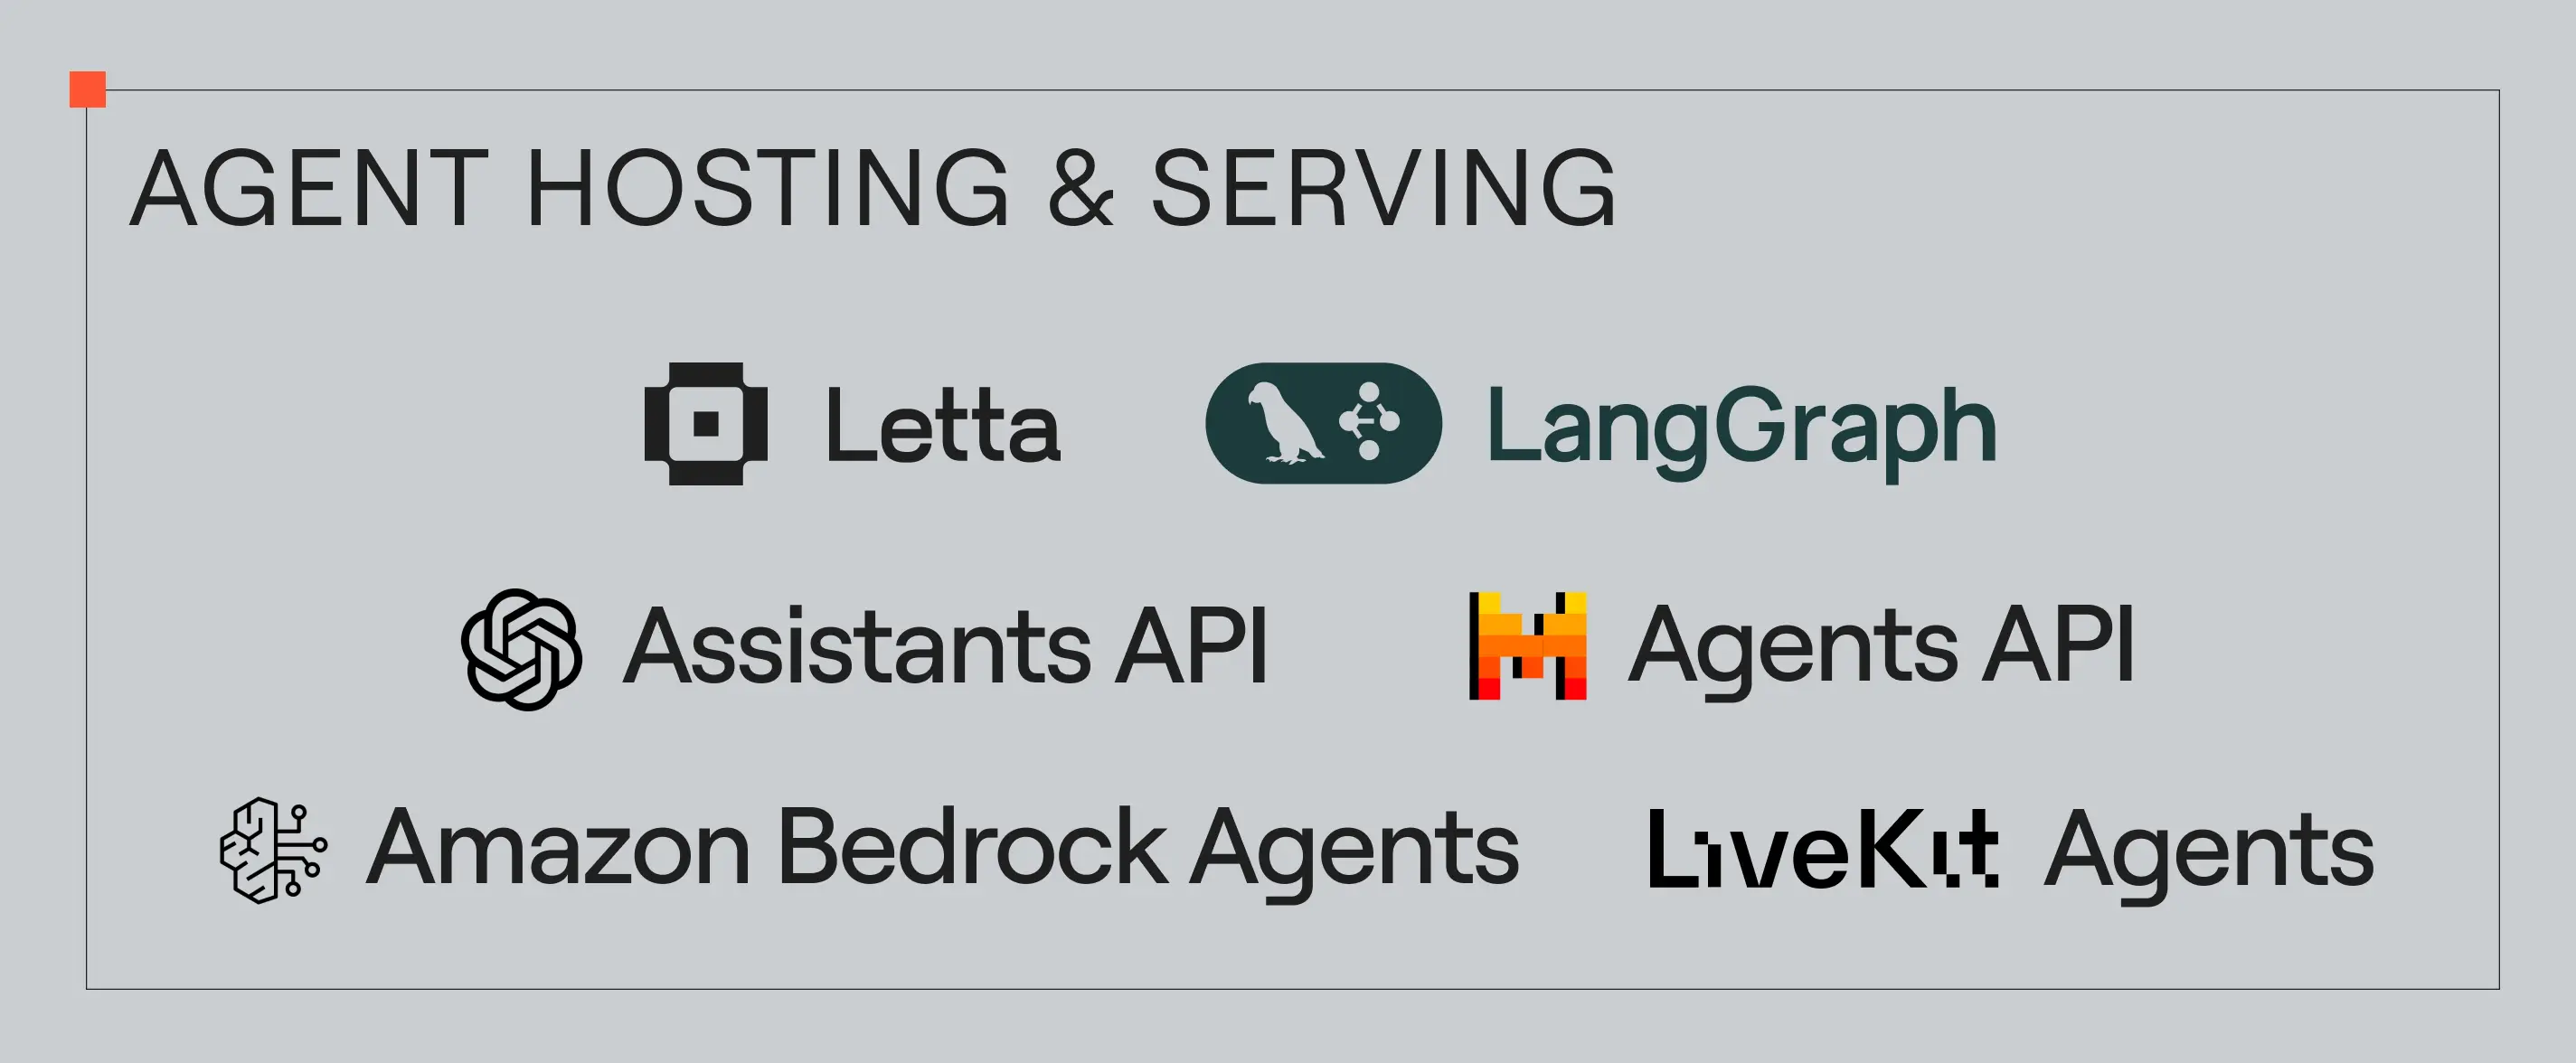 AGENT HOSTING & SERVING
Letta LangGraph
Assistants API Agents API
Amazon Bedrock Agents LiveKit Agents